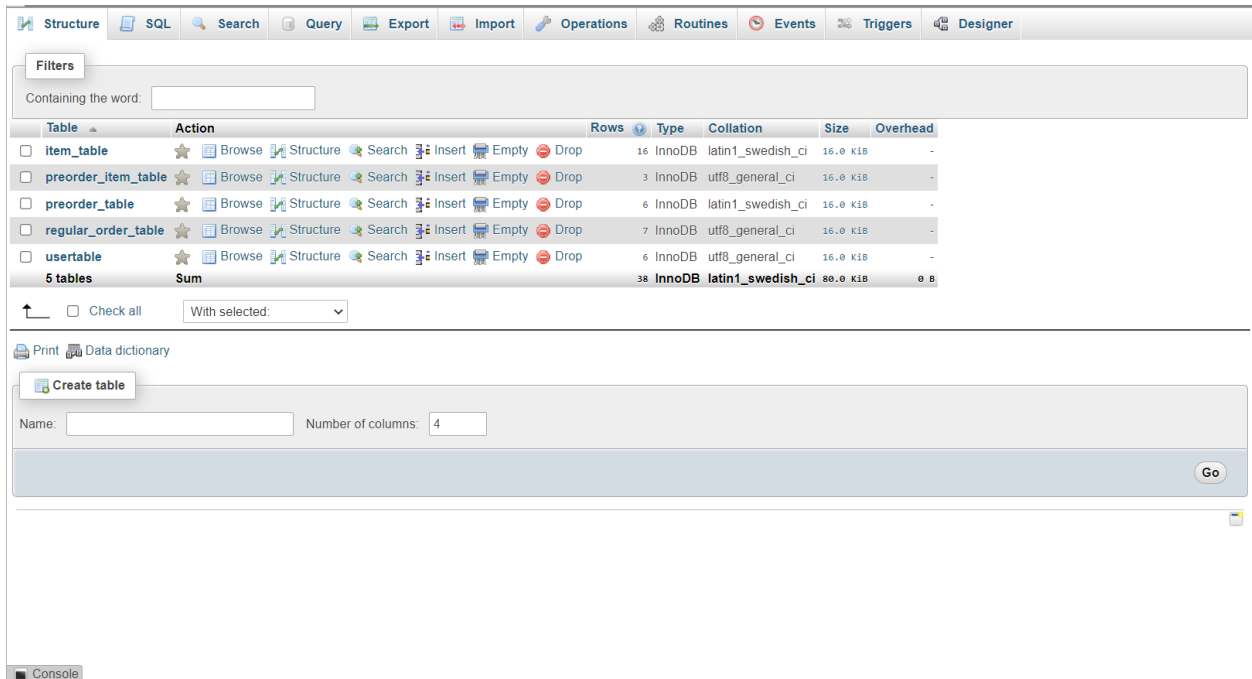 Structure SQL Search Query Export Import Operations Routines Events Triggers Designer
Filters
Containing the word:
Table Action Rows Type Collation Size Overhead
item_table Browse Structure Search Insert Empty Drop 16 InnoDB latin1_swedish_ci 16.0 KiB -
preorder_item_table Browse Structure Search Insert Empty Drop 3 InnoDB utf8_general_ci 16.0 KiB -
preorder_table Browse Structure Search Insert Empty Drop 6 InnoDB latin1_swedish_ci 16.0 KiB -
regular_order_table Browse Structure Search Insert Empty Drop 7 InnoDB utf8_general_ci 16.0 KiB -
usertable Browse Structure Search Insert Empty Drop 6 InnoDB utf8_general_ci 16.0 KiB -
5 tables Sum 38 InnoDB latin1_swedish_ci 80.0 KiB 0 B
Check all With selected:
Print Data dictionary
Create table
Name: Number of columns: 4
Go
Console